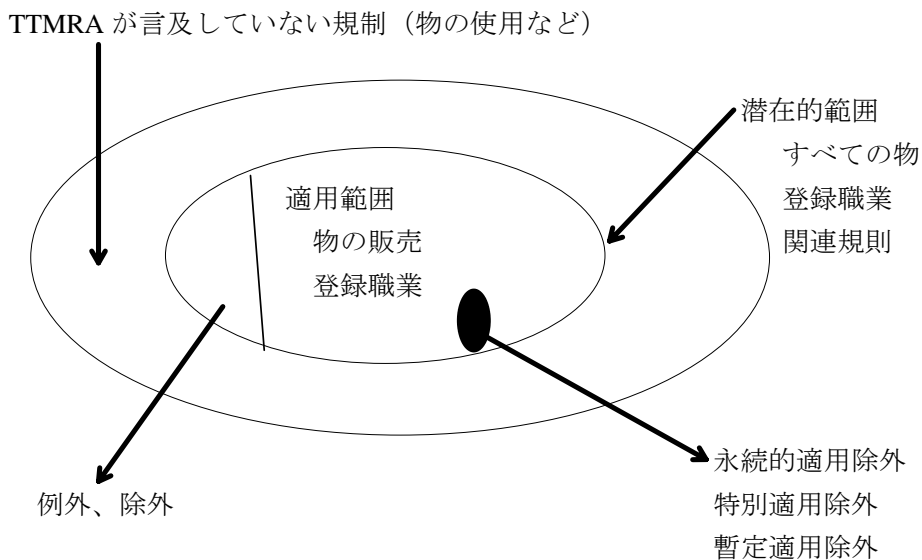 TTMRA が言及していない規制（物の使用など）
潜在的範囲
すべての物
登録職業
関連規則
適用範囲
物の販売
登録職業
例外、除外
永続的適用除外
特別適用除外
暫定適用除外